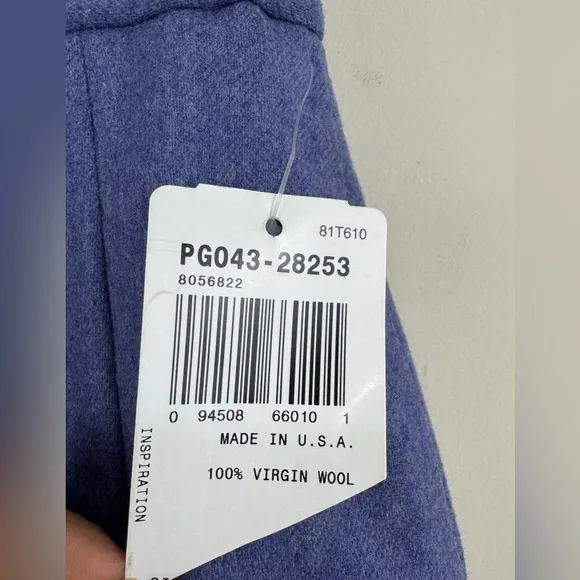 81T610
PG043-28253
8056822
0 94508 66010 1
MADE IN U.S.A.
100% VIRGIN WOOL
INSPIRATION